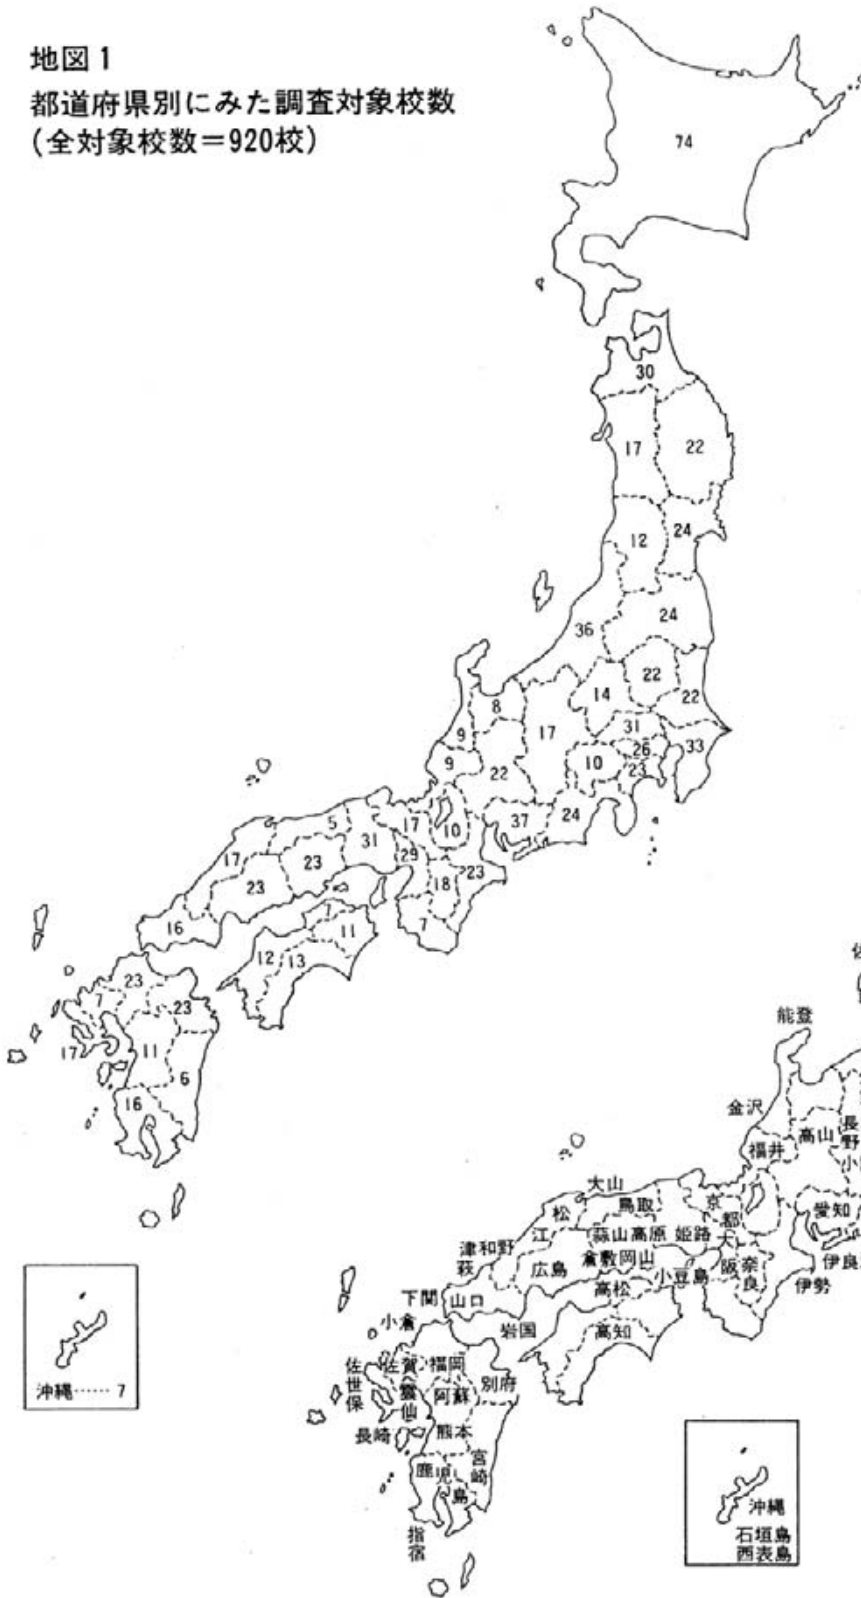 地図1
都道府県別にみた調査対象校数
(全対象校数=920校)
74
30
17
22
12
24
36
24
22
22
14
8
17
31
9
26
33
10
9
23
22
5
17
10
37
24
31
29
17
23
23
18
23
16
7
7
11
12
13
23
7
23
17
11
6
16
沖縄……7
能登
金沢
福井
高山
長野
愛知
伊良
伊勢
大山
鳥取
京都
松江
蒜山高原
姫路
大阪
奈良
津和野
萩
広島
倉敷
岡山
小豆島
下関
山口
高松
小倉
岩国
高知
佐賀
福岡
別府
佐世保
雲仙
阿蘇
長崎
熊本
宮崎
鹿児島
指宿
沖縄
石垣島
西表島